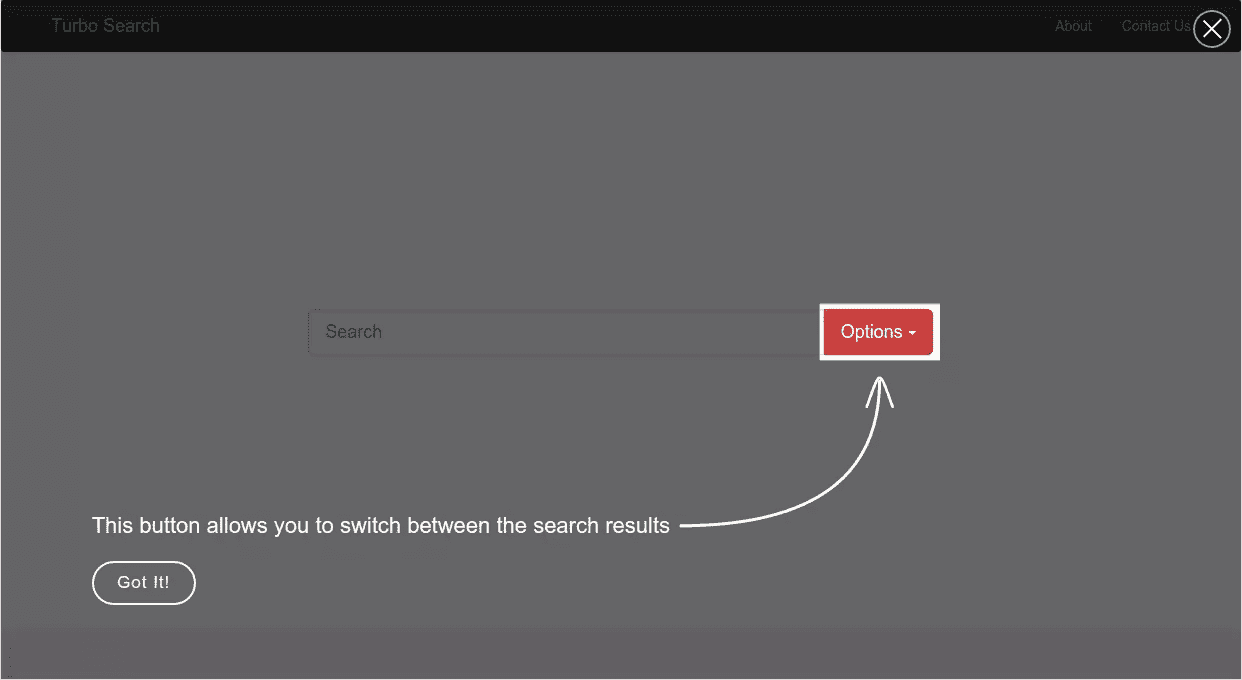 Turbo Search
About
Contact Us
Search
Options
This button allows you to switch between the search results
Got It!